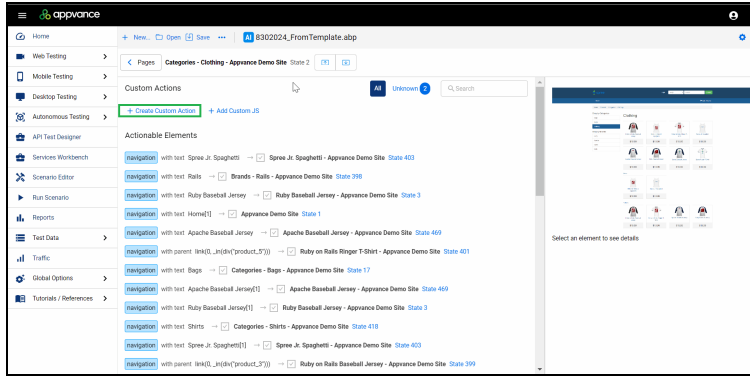 appvance
Home
Web Testing
Mobile Testing
Desktop Testing
Autonomous Testing
API Test Designer
Services Workbench
Scenario Editor
Run Scenario
Reports
Test Data
Traffic
Global Options
Tutorials / References
+ New... Open Save ••• AI 8302024_FromTemplate.abp
Pages Categories - Clothing - Appvance Demo Site State 2
Custom Actions All Unknown 2 Search
+ Create Custom Action + Add Custom JS
Actionable Elements
navigation with text Spree Jr. Spaghetti → Spree Jr. Spaghetti - Appvance Demo Site State 403
navigation with text Rails → Brands - Rails - Appvance Demo Site State 398
navigation with text Ruby Baseball Jersey → Ruby Baseball Jersey - Appvance Demo Site State 3
navigation with text Home[1] → Appvance Demo Site State 1
navigation with text Apache Baseball Jersey → Apache Baseball Jersey - Appvance Demo Site State 469
navigation with parent link(0, _in(div("product_5"))) → Ruby on Rails Ringer T-Shirt - Appvance Demo Site State 401
navigation with text Bags → Categories - Bags - Appvance Demo Site State 17
navigation with text Apache Baseball Jersey[1] → Apache Baseball Jersey - Appvance Demo Site State 469
navigation with text Ruby Baseball Jersey[1] → Ruby Baseball Jersey - Appvance Demo Site State 3
navigation with text Shirts → Categories - Shirts - Appvance Demo Site State 418
navigation with text Spree Jr. Spaghetti[1] → Spree Jr. Spaghetti - Appvance Demo Site State 403
navigation with parent link(0, _in(div("product_3"))) → Ruby on Rails Baseball Jersey - Appvance Demo Site State 399
Clothing
Select an element to see details